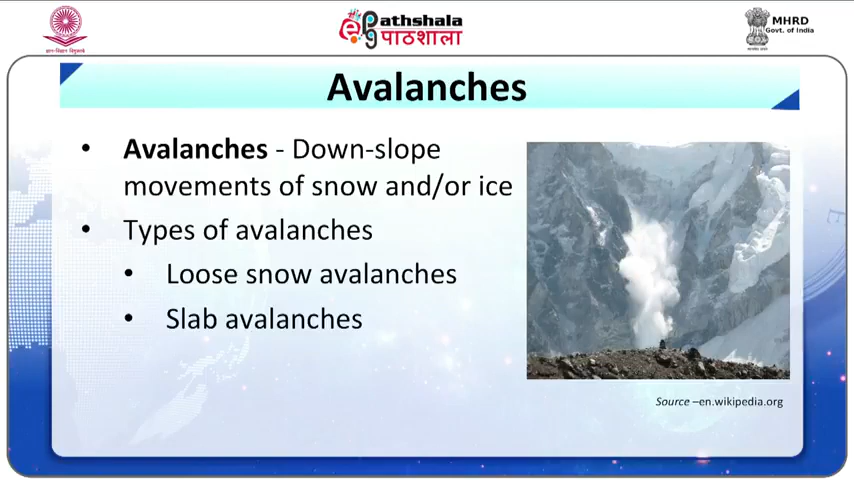 ePathshala
पाठशाला
MHRD
Govt. of India
Avalanches
• Avalanches - Down-slope
movements of snow and/or ice
• Types of avalanches
• Loose snow avalanches
• Slab avalanches
Source –en.wikipedia.org